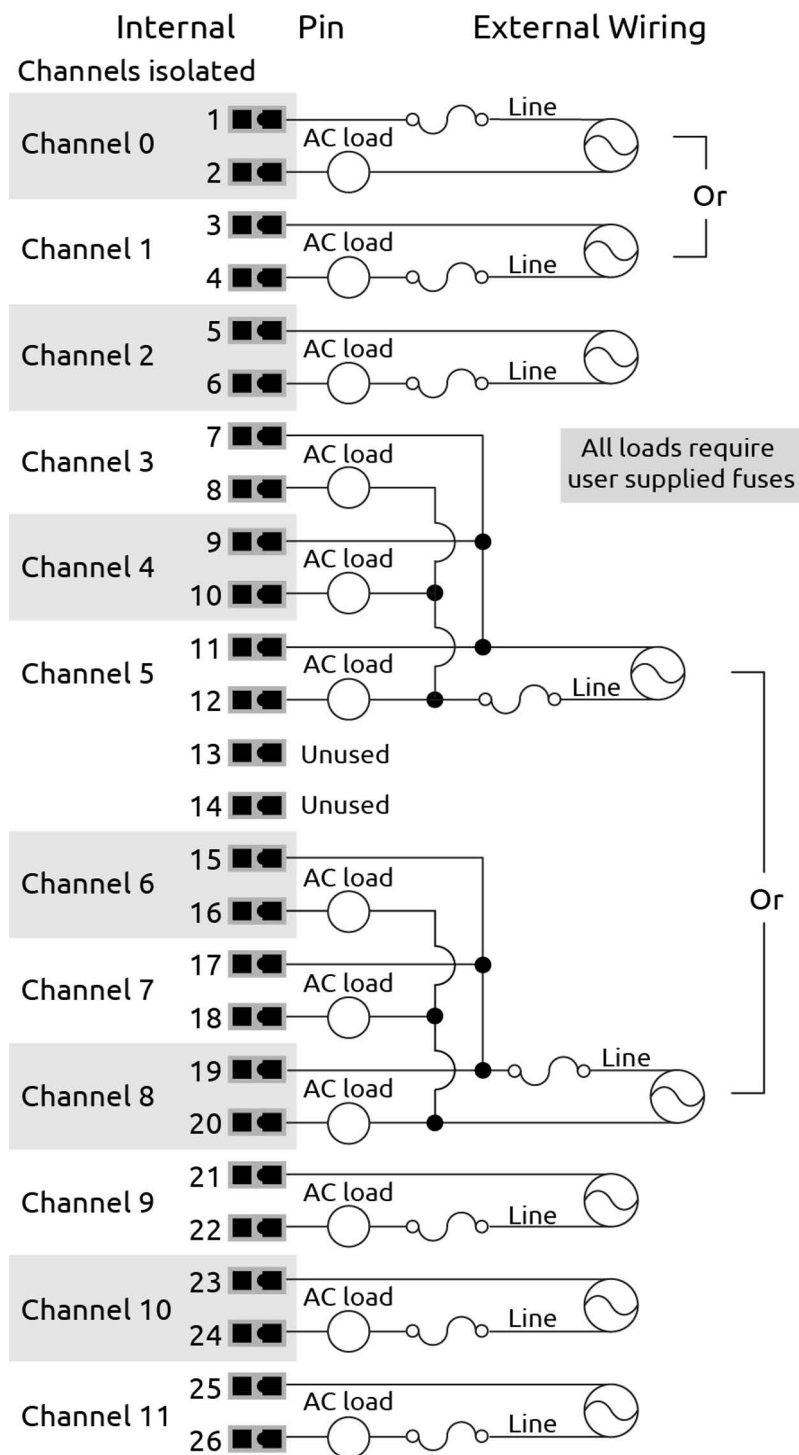 Internal Pin External Wiring
Channels isolated
Channel 0
1
Line
AC load
2
Or
Channel 1
3
AC load
4
Line
Channel 2
5
AC load
6
Line
Channel 3
7
AC load
8
All loads require
user supplied fuses
Channel 4
9
AC load
10
Channel 5
11
AC load
12
Line
13 Unused
14 Unused
Channel 6
15
AC load
16
Or
Channel 7
17
AC load
18
Channel 8
19
Line
AC load
20
Channel 9
21
AC load
22
Line
Channel 10
23
AC load
24
Line
Channel 11
25
AC load
26
Line